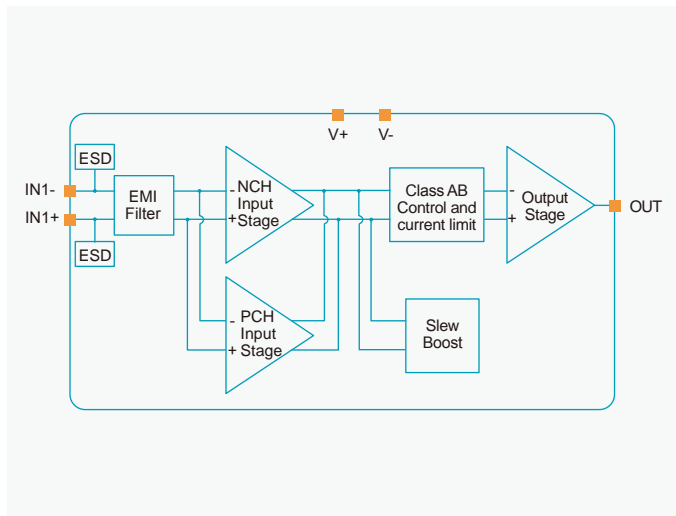 V+
V-
ESD
IN1-
IN1+
EMI
Filter
ESD
- NCH
Input
+ Stage
- PCH
Input
+ Stage
Class AB
Control and
current limit
Slew
Boost
-
Output
+ Stage
OUT